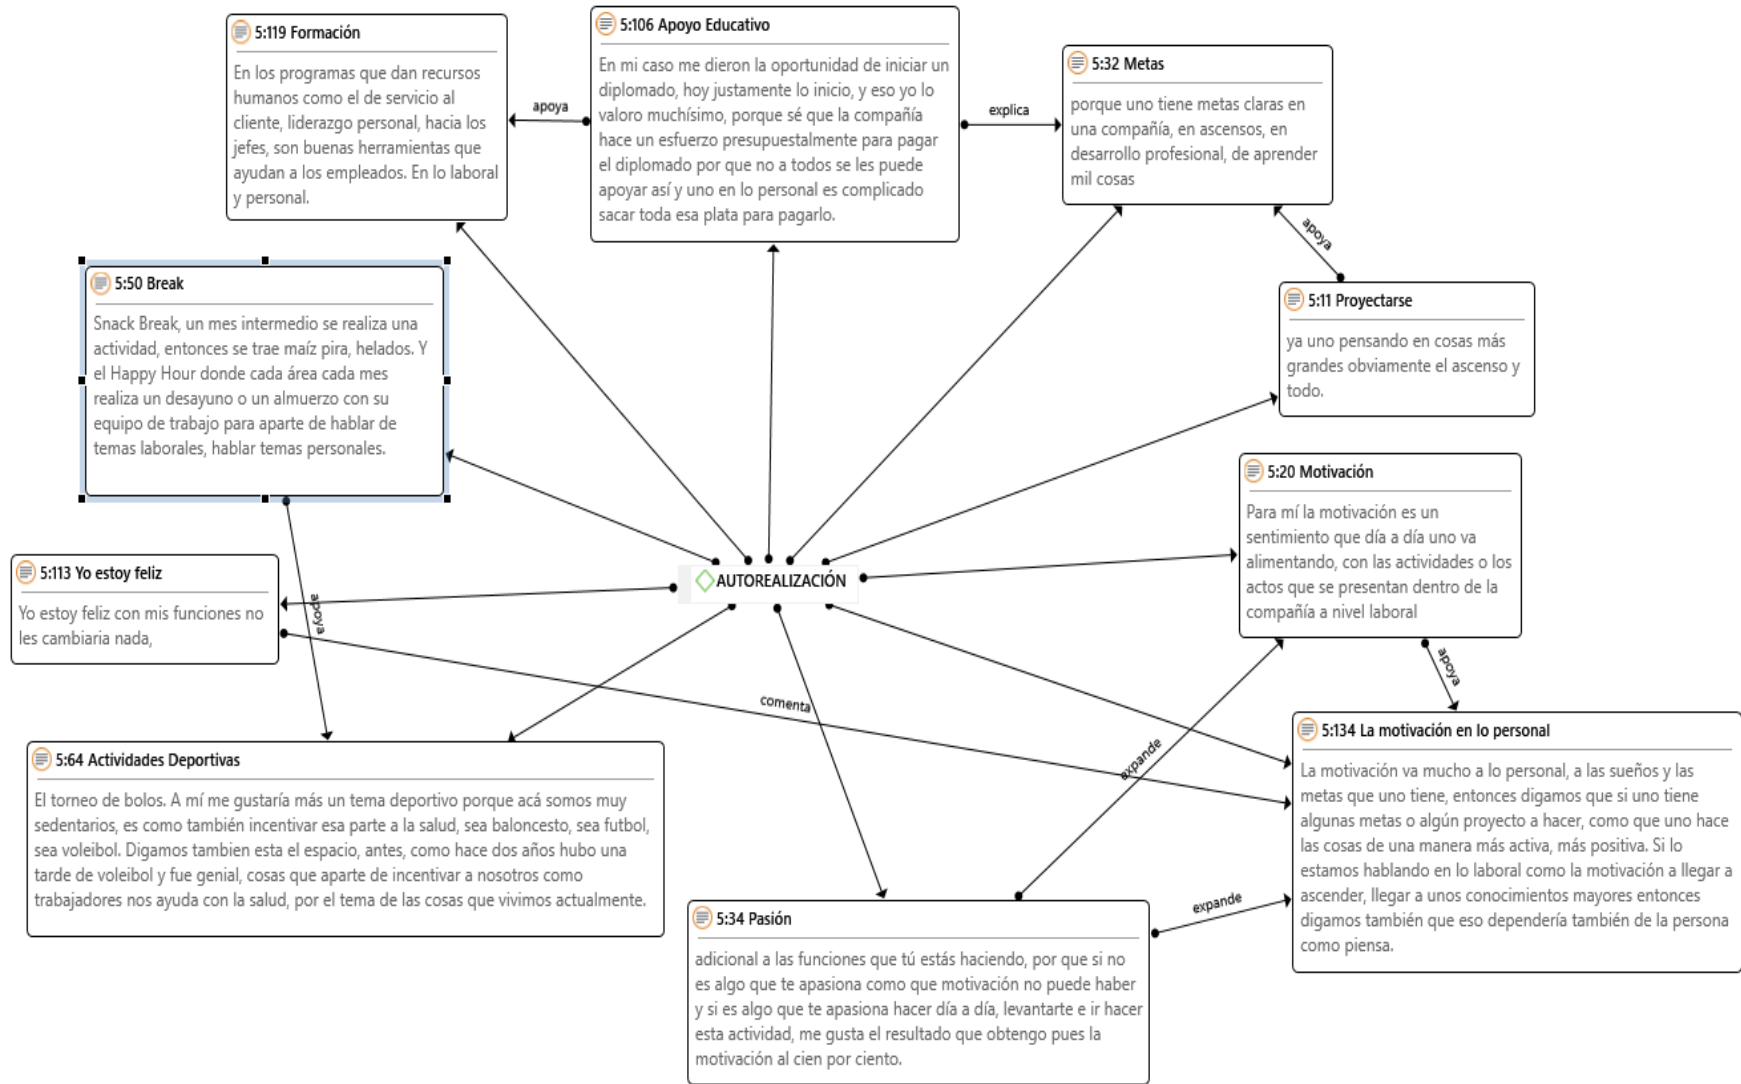 5:119 Formación
En los programas que dan recursos
humanos como el de servicio al
cliente, liderazgo personal, hacia los
jefes, son buenas herramientas que
ayudan a los empleados. En lo laboral
y personal.
apoya
5:106 Apoyo Educativo
En mi caso me dieron la oportunidad de iniciar un
diplomado, hoy justamente lo inicio, y eso yo lo
valoro muchísimo, porque sé que la compañía
hace un esfuerzo presupuestalmente para pagar
el diplomado por que no a todos se les puede
apoyar así y uno en lo personal es complicado
sacar toda esa plata para pagarlo.
explica
5:32 Metas
porque uno tiene metas claras en
una compañía, en ascensos, en
desarrollo profesional, de aprender
mil cosas
apoya
5:11 Proyectarse
ya uno pensando en cosas más
grandes obviamente el ascenso y
todo.
5:50 Break
Snack Break, un mes intermedio se realiza una
actividad, entonces se trae maíz pira, helados. Y
el Happy Hour donde cada área cada mes
realiza un desayuno o un almuerzo con su
equipo de trabajo para aparte de hablar de
temas laborales, hablar temas personales.
5:20 Motivación
Para mí la motivación es un
sentimiento que día a día uno va
alimentando, con las actividades o los
actos que se presentan dentro de la
compañía a nivel laboral
5:113 Yo estoy feliz
Yo estoy feliz con mis funciones no
les cambiaria nada,
apoya
AUTOREALIZACIÓN
apoya
comenta
expande
expande
5:64 Actividades Deportivas
El torneo de bolos. A mí me gustaría más un tema deportivo porque acá somos muy
sedentarios, es como también incentivar esa parte a la salud, sea baloncesto, sea futbol,
sea voleibol. Digamos tambien esta el espacio, antes, como hace dos años hubo una
tarde de voleibol y fue genial, cosas que aparte de incentivar a nosotros como
trabajadores nos ayuda con la salud, por el tema de las cosas que vivimos actualmente.
5:134 La motivación en lo personal
La motivación va mucho a lo personal, a las sueños y las
metas que uno tiene, entonces digamos que si uno tiene
algunas metas o algún proyecto a hacer, como que uno hace
las cosas de una manera más activa, más positiva. Si lo
estamos hablando en lo laboral como la motivación a llegar a
ascender, llegar a unos conocimientos mayores entonces
digamos también que eso dependería también de la persona
como piensa.
5:34 Pasión
adicional a las funciones que tú estás haciendo, por que si no
es algo que te apasiona como que motivación no puede haber
y si es algo que te apasiona hacer día a día, levantarte e ir hacer
esta actividad, me gusta el resultado que obtengo pues la
motivación al cien por ciento.